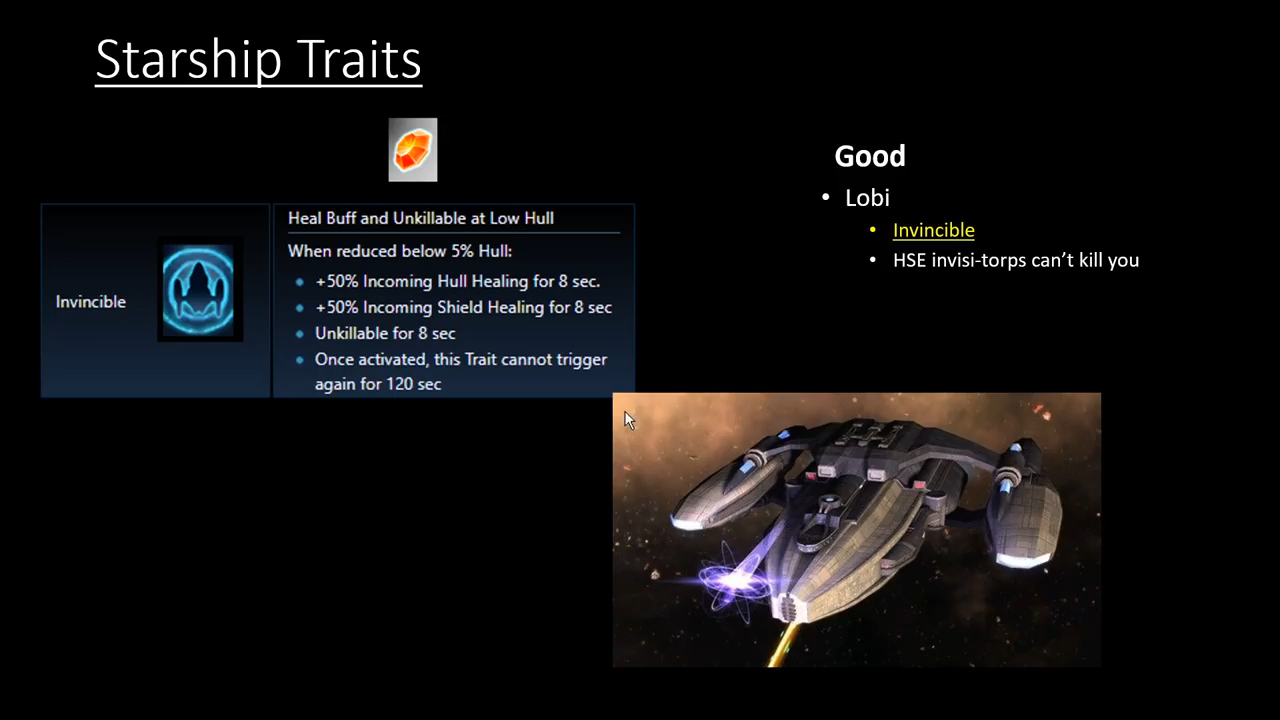 Starship Traits
Invincible
Heal Buff and Unkillable at Low Hull
When reduced below 5% Hull:
+50% Incoming Hull Healing for 8 sec.
+50% Incoming Shield Healing for 8 sec
Unkillable for 8 sec
Once activated, this Trait cannot trigger
again for 120 sec
Good
• Lobi
• Invincible
• HSE invisi-torps can’t kill you